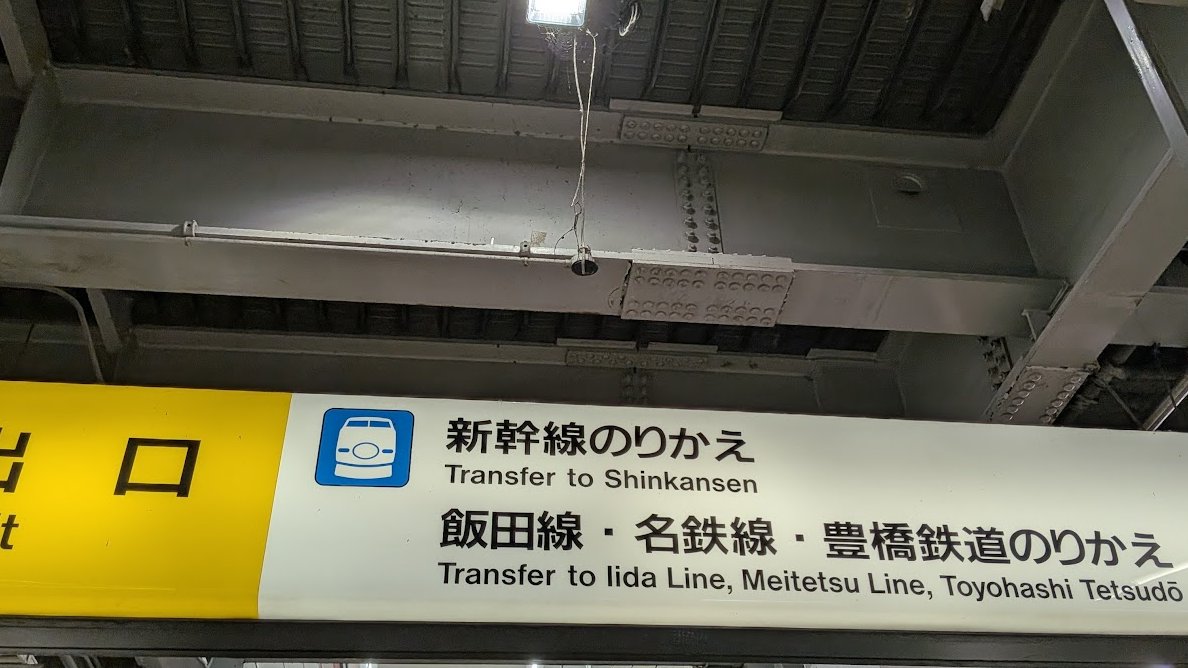 出口
新幹線のりかえ
Transfer to Shinkansen
飯田線・名鉄線・豊橋鉄道のりかえ
Transfer to Iida Line, Meitetsu Line, Toyohashi Tetsudō